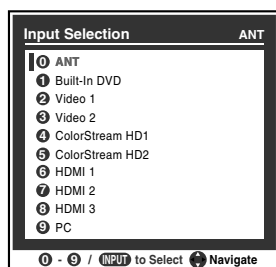 Input Selection ANT
0 ANT
1 Built-In DVD
2 Video 1
3 Video 2
4 ColorStream HD1
5 ColorStream HD2
6 HDMI 1
7 HDMI 2
8 HDMI 3
9 PC
0 - 9 / INPUT to Select Navigate